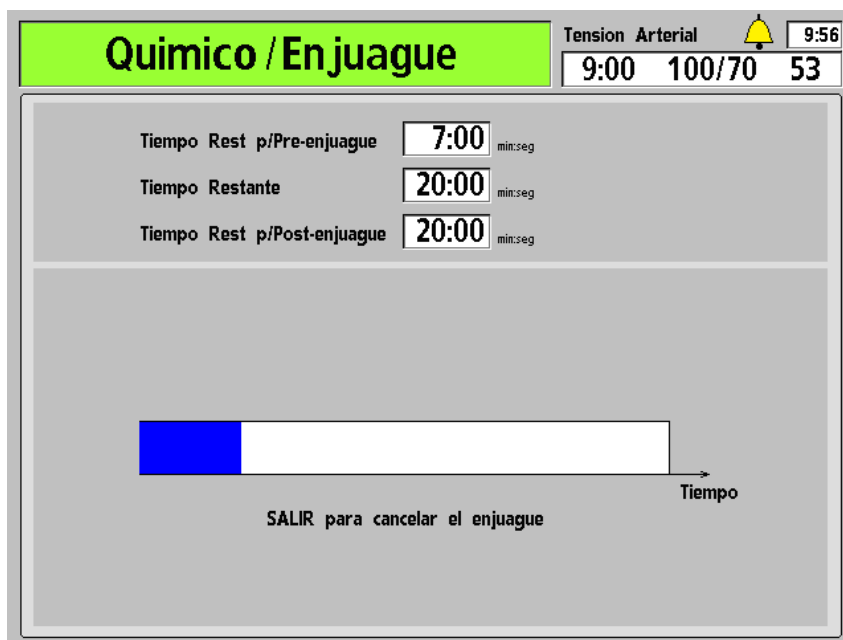 Quimico / Enjuague
Tension Arterial 9:56
9:00 100/70 53
Tiempo Rest p/Pre-enjuague 7:00 min:seg
Tiempo Restante 20:00 min:seg
Tiempo Rest p/Post-enjuague 20:00 min:seg
Tiempo
SALIR para cancelar el enjuague